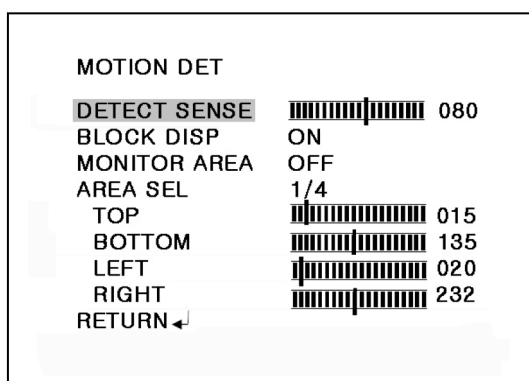 MOTION DET
DETECT SENSE 080
BLOCK DISP ON
MONITOR AREA OFF
AREA SEL 1/4
TOP 015
BOTTOM 135
LEFT 020
RIGHT 232
RETURN↲